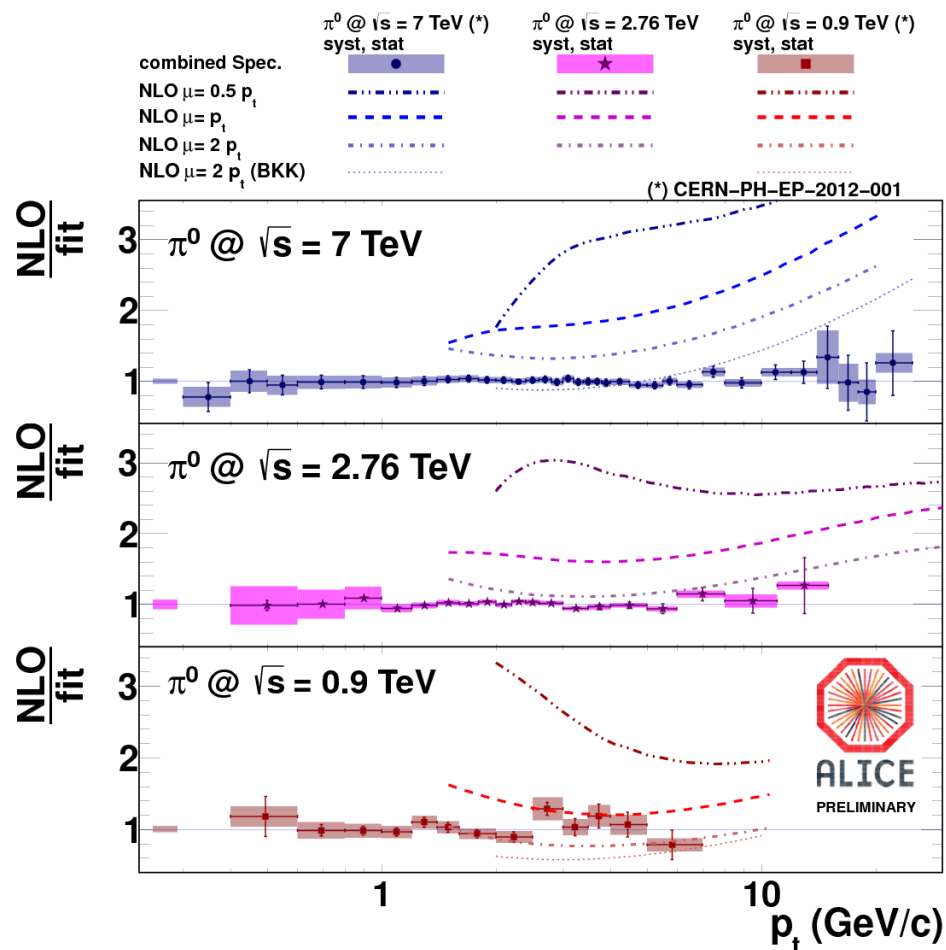 π⁰ @ √s = 7 TeV (*) π⁰ @ √s = 2.76 TeV π⁰ @ √s = 0.9 TeV (*)
syst, stat syst, stat syst, stat
combined Spec.
NLO μ= 0.5 pₜ
NLO μ= pₜ
NLO μ= 2 pₜ
NLO μ= 2 pₜ (BKK)
(*) CERN−PH−EP−2012−001
NLO
fit
π⁰ @ √s = 7 TeV
3
2
1
NLO
fit
π⁰ @ √s = 2.76 TeV
3
2
1
NLO
fit
π⁰ @ √s = 0.9 TeV
3
2
1
ALICE
PRELIMINARY
1 10
pₜ (GeV/c)